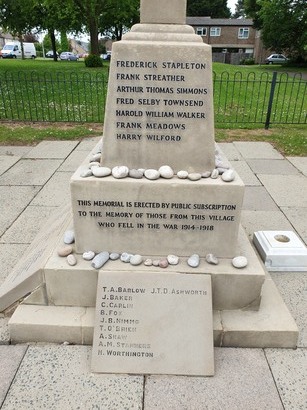 FREDERICK STAPLETON
FRANK STREATHER
ARTHUR THOMAS SIMMONS
FRED SELBY TOWNSEND
HAROLD WILLIAM WALKER
FRANK MEADOWS
HARRY WILFORD
THIS MEMORIAL IS ERECTED BY PUBLIC SUBSCRIPTION
TO THE MEMORY OF THOSE FROM THIS VILLAGE
WHO FELL IN THE WAR 1914-1918
T.A. BARLOW J.T.D. ASHWORTH
J. BAKER
C. CAPLIN
B. FOX
J.R. NIMMO
T. O'BRIEN
A. SHAW
A.M. STANBERS
N. WORTHINGTON